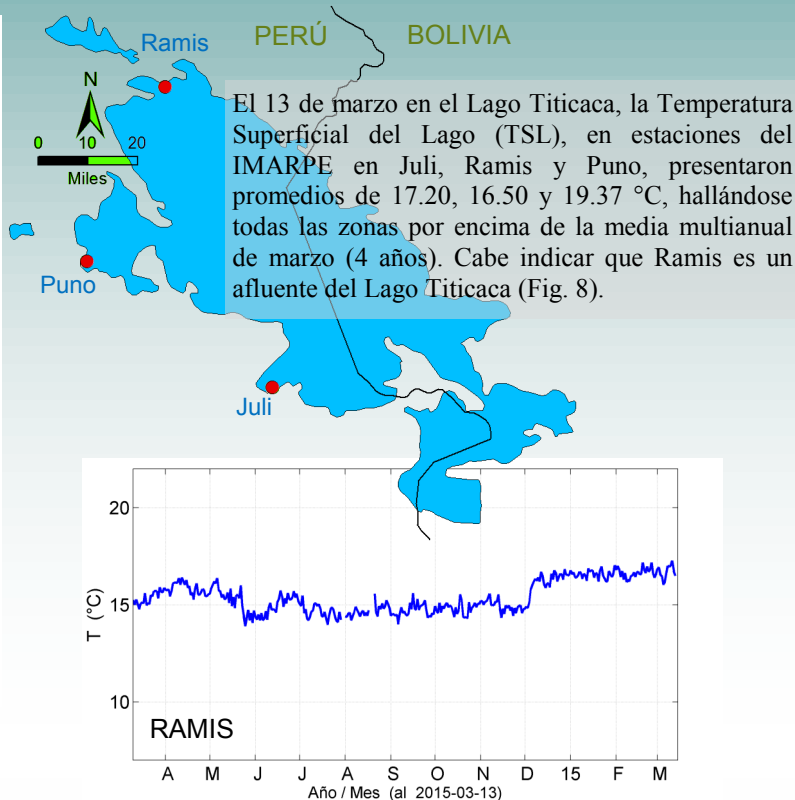 Ramis
PERÚ
BOLIVIA
N
0 10 20
Miles
El 13 de marzo en el Lago Titicaca, la Temperatura
Superficial del Lago (TSL), en estaciones del
IMARPE en Juli, Ramis y Puno, presentaron
promedios de 17.20, 16.50 y 19.37 °C, hallándose
todas las zonas por encima de la media multianual
de marzo (4 años). Cabe indicar que Ramis es un
afluente del Lago Titicaca (Fig. 8).
Puno
Juli
20
15
10
T (°C)
RAMIS
A M J J A S O N D 15 F M
Año / Mes (al 2015-03-13)